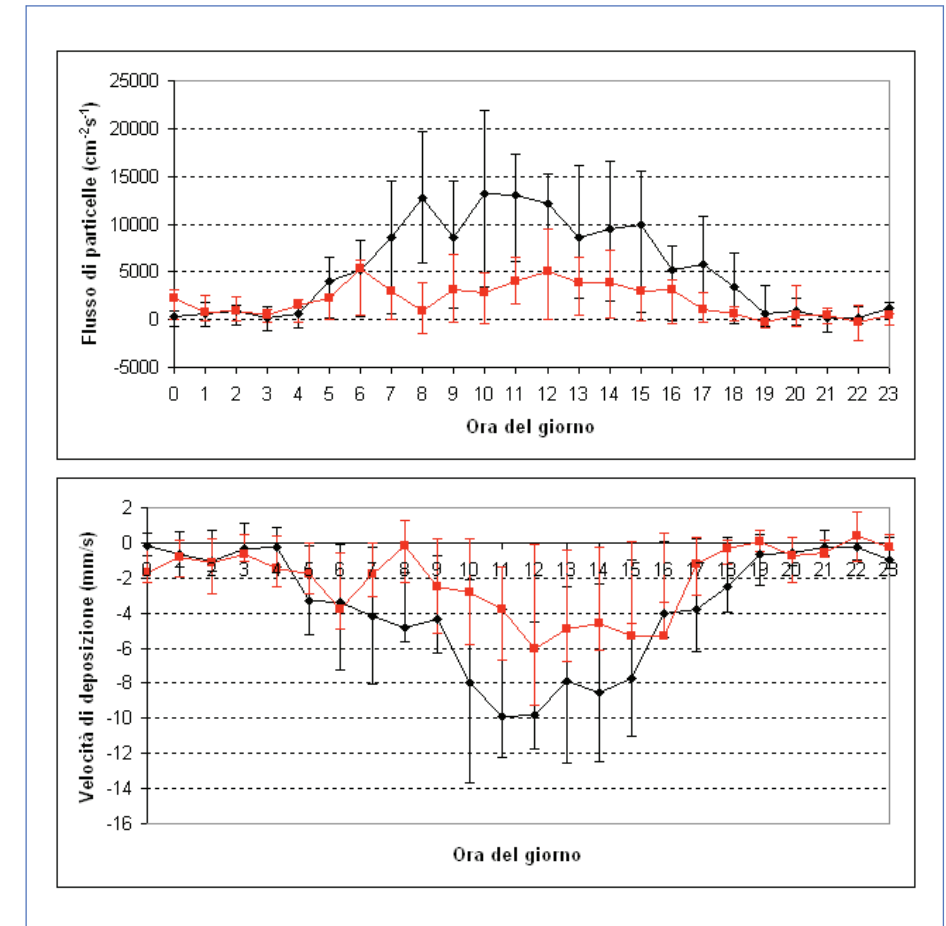 25000
20000
15000
10000
5000
0
-5000
Flusso di particelle (cm⁻²s⁻¹)
0 1 2 3 4 5 6 7 8 9 10 11 12 13 14 15 16 17 18 19 20 21 22 23
Ora del giorno
2
0
-2
-4
-6
-8
-10
-12
-14
-16
Velocità di deposizione (mm/s)
0 1 2 3 4 5 6 7 8 9 10 11 12 13 14 15 16 17 18 19 20 21 22 23
Ora del giorno